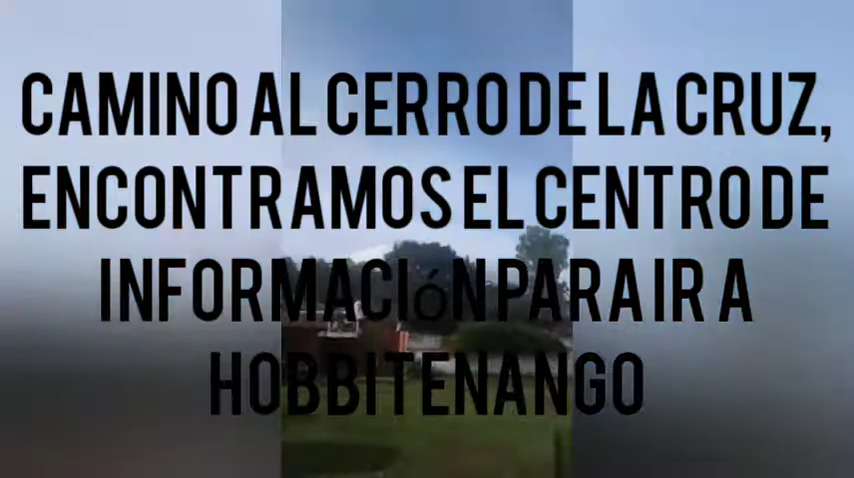 CAMINO AL CERRO DE LA CRUZ,
ENCONTRAMOS EL CENTRO DE
INFORMACIóN PARA IR A
HOBBITENANGO